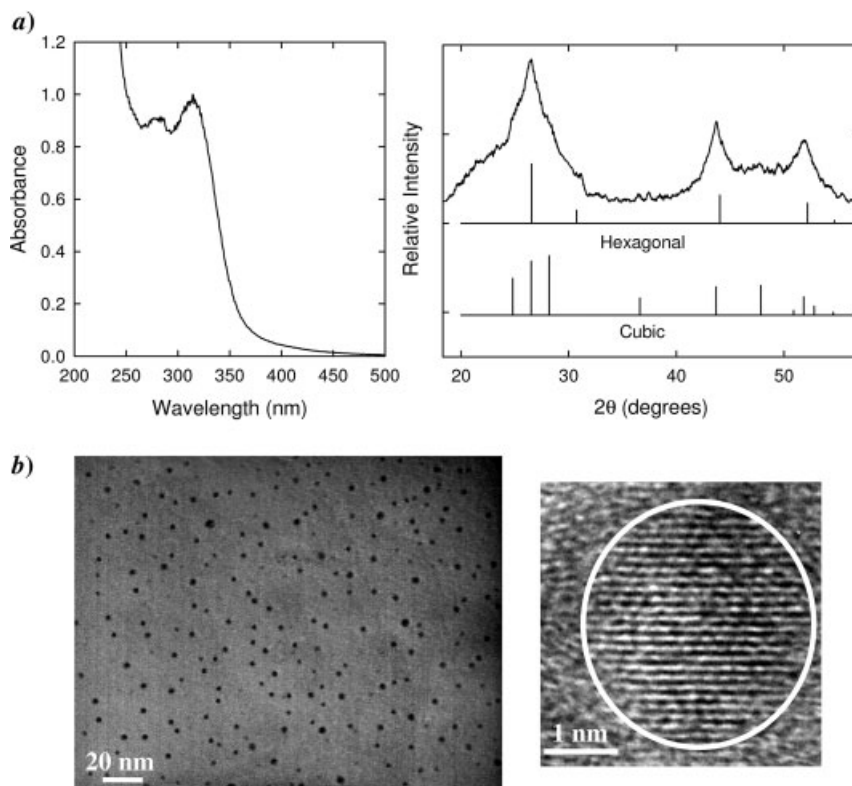 a)
1.2
1.0
0.8
0.6
0.4
0.2
0.0
Absorbance
200 250 300 350 400 450 500
Wavelength (nm)
Relative Intensity
Hexagonal
Cubic
20 30 40 50
2θ (degrees)
b)
20 nm
1 nm